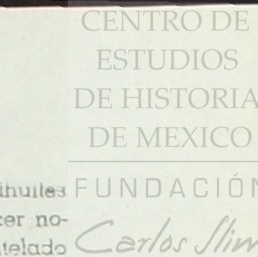 CENTRO DE
ESTUDIOS
DE HISTORIA
DE MEXICO
FUNDACIÓN
Carlos Slim